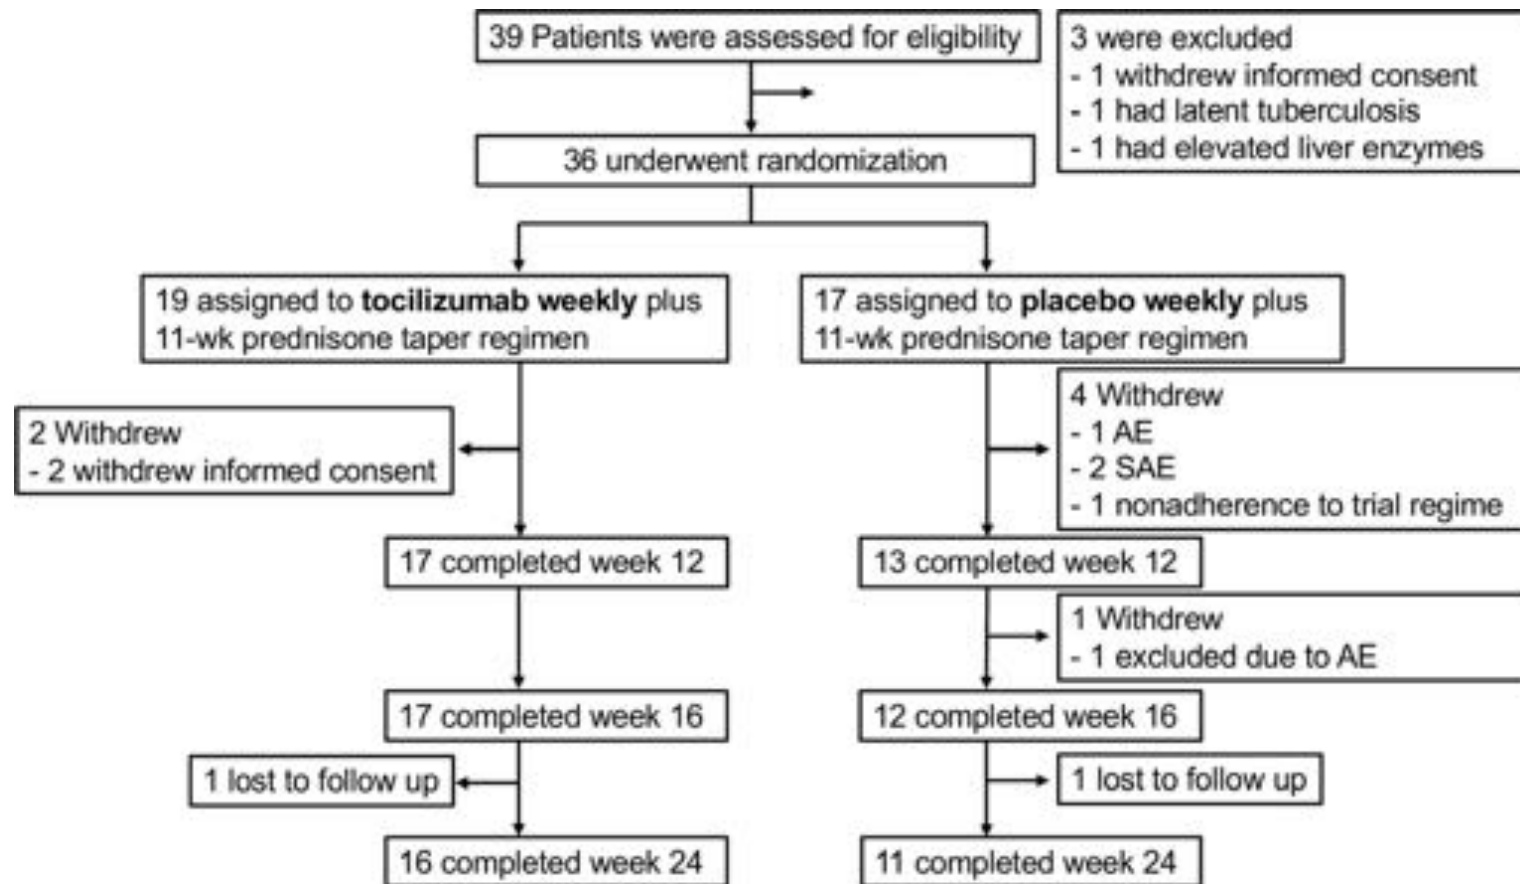 39 Patients were assessed for eligibility
3 were excluded
- 1 withdrew informed consent
- 1 had latent tuberculosis
- 1 had elevated liver enzymes
36 underwent randomization
19 assigned to tocilizumab weekly plus
11-wk prednisone taper regimen
17 assigned to placebo weekly plus
11-wk prednisone taper regimen
2 Withdrew
- 2 withdrew informed consent
4 Withdrew
- 1 AE
- 2 SAE
- 1 nonadherence to trial regime
17 completed week 12
13 completed week 12
1 Withdrew
- 1 excluded due to AE
17 completed week 16
12 completed week 16
1 lost to follow up
1 lost to follow up
16 completed week 24
11 completed week 24